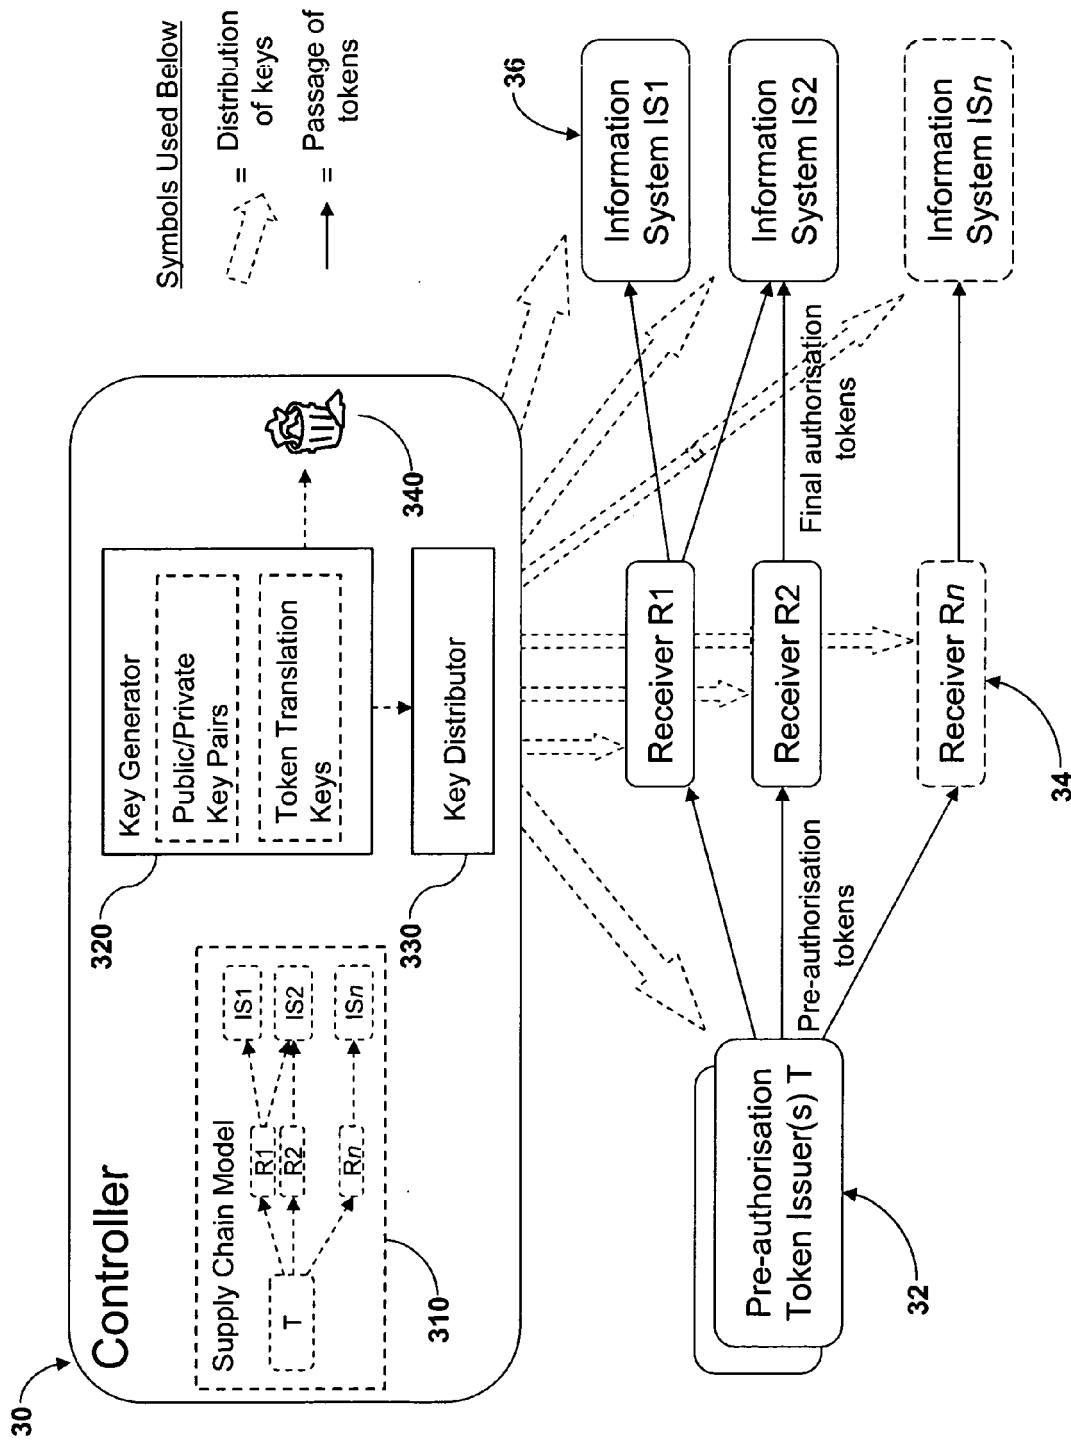 30
Controller
Supply Chain Model
T
R1
R2
Rn
IS1
IS2
ISn
310
320
Key Generator
Public/Private
Key Pairs
Token Translation
Keys
340
330
Key Distributor
Symbols Used Below
= Distribution
of keys
= Passage of
tokens
Pre-authorisation
Token Issuer(s) T
32
Pre-authorisation
tokens
Receiver R1
Receiver R2
Receiver Rn
34
Final authorisation
tokens
36
Information
System IS1
Information
System IS2
Information
System ISn